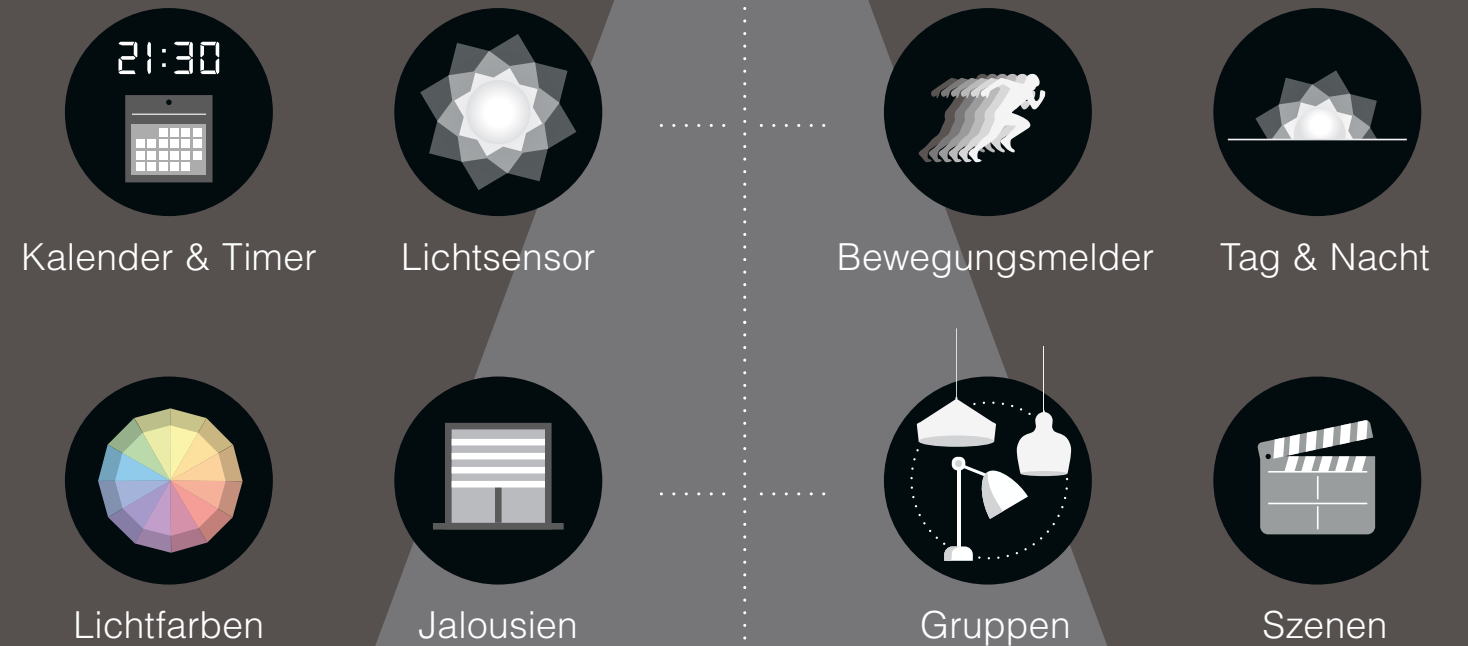 21:30
Kalender & Timer
Lichtsensor
Bewegungsmelder
Tag & Nacht
Lichtfarben
Jalousien
Gruppen
Szenen